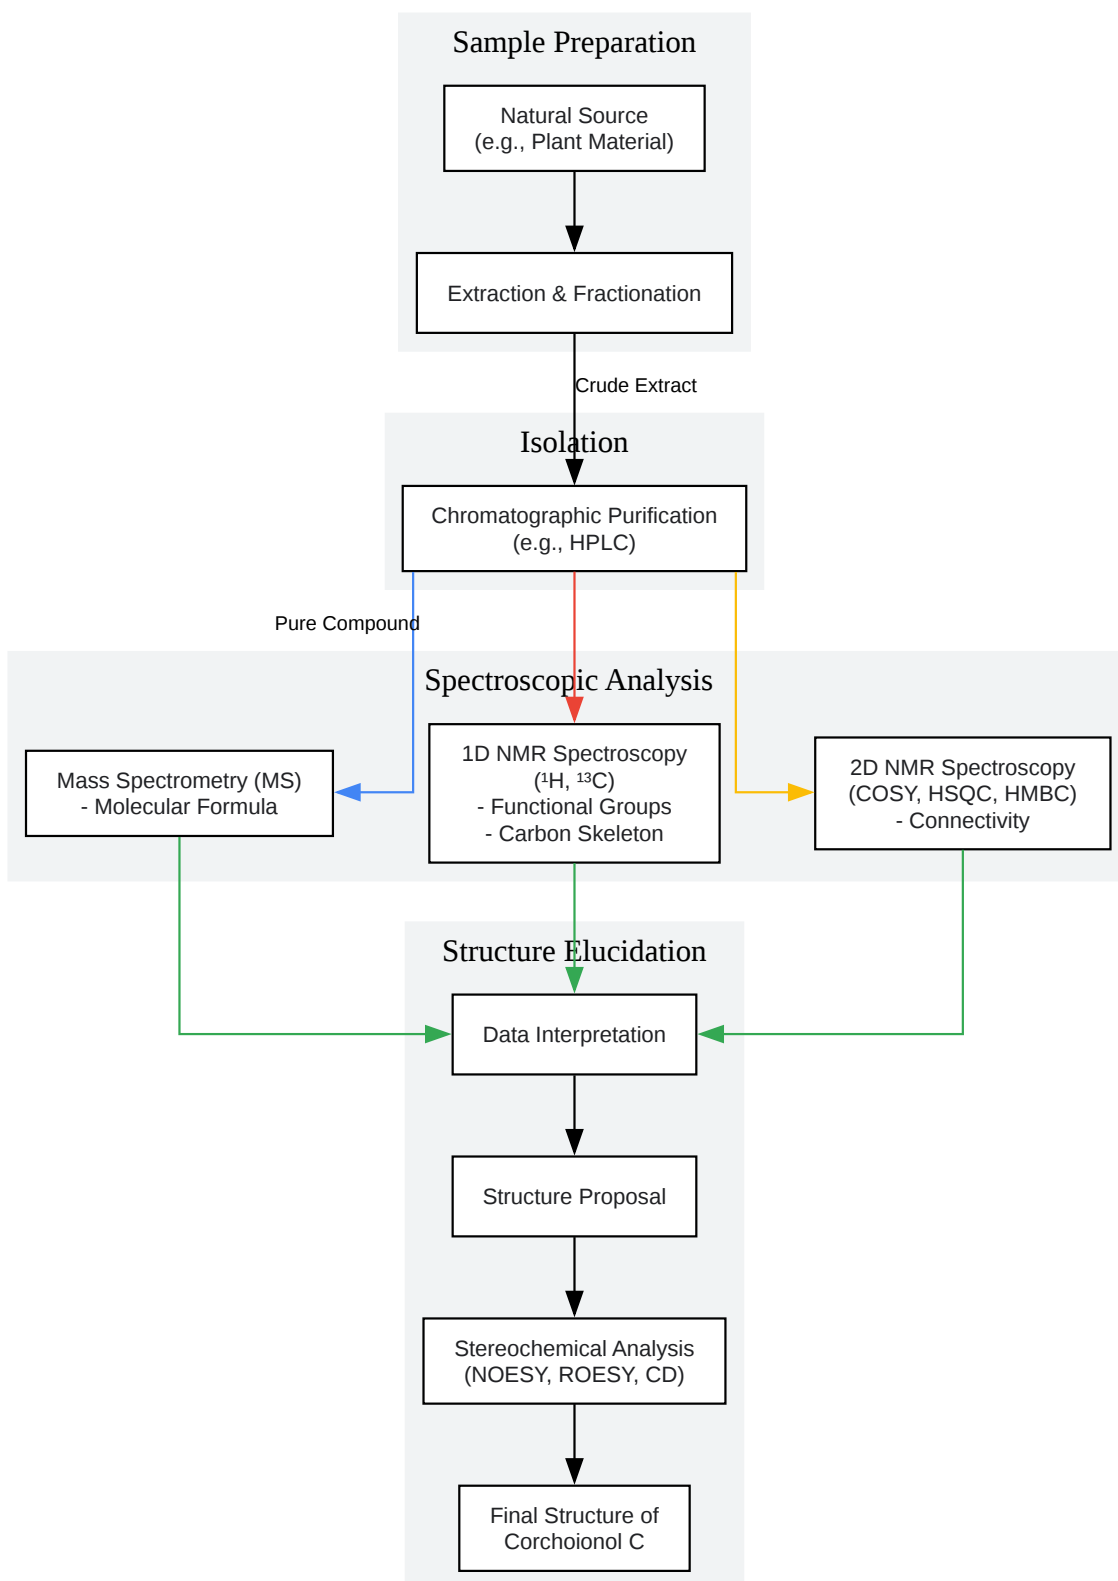 Sample Preparation
Natural Source
(e.g., Plant Material)
Extraction & Fractionation
Crude Extract
Isolation
Chromatographic Purification
(e.g., HPLC)
Pure Compound
Spectroscopic Analysis
Mass Spectrometry (MS)
- Molecular Formula
1D NMR Spectroscopy
(¹H, ¹³C)
- Functional Groups
- Carbon Skeleton
2D NMR Spectroscopy
(COSY, HSQC, HMBC)
- Connectivity
Structure Elucidation
Data Interpretation
Structure Proposal
Stereochemical Analysis
(NOESY, ROESY, CD)
Final Structure of
Corchoionol C